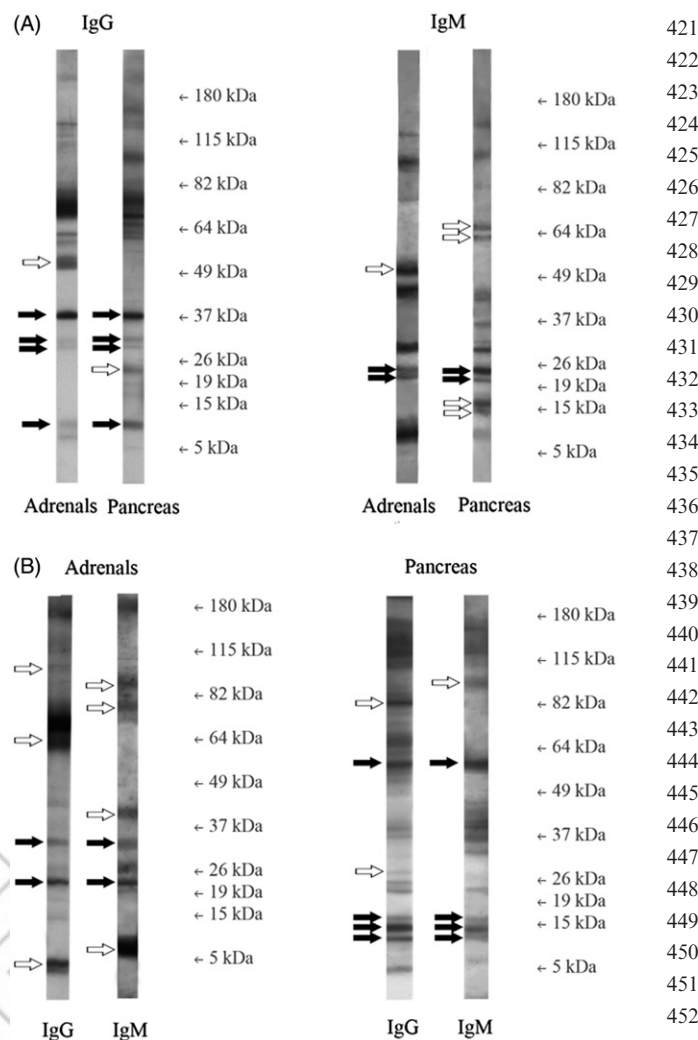 (A) IgG IgM
← 180 kDa
← 115 kDa
← 82 kDa
← 64 kDa
← 49 kDa
← 37 kDa
← 26 kDa
← 19 kDa
← 15 kDa
← 5 kDa
Adrenals Pancreas
← 180 kDa
← 115 kDa
← 82 kDa
← 64 kDa
← 49 kDa
← 37 kDa
← 26 kDa
← 19 kDa
← 15 kDa
← 5 kDa
Adrenals Pancreas
(B) Adrenals Pancreas
← 180 kDa
← 115 kDa
← 82 kDa
← 64 kDa
← 49 kDa
← 37 kDa
← 26 kDa
← 19 kDa
← 15 kDa
← 5 kDa
IgG IgM
← 180 kDa
← 115 kDa
← 82 kDa
← 64 kDa
← 49 kDa
← 37 kDa
← 26 kDa
← 19 kDa
← 15 kDa
← 5 kDa
IgG IgM
421
422
423
424
425
426
427
428
429
430
431
432
433
434
435
436
437
438
439
440
441
442
443
444
445
446
447
448
449
450
451
452